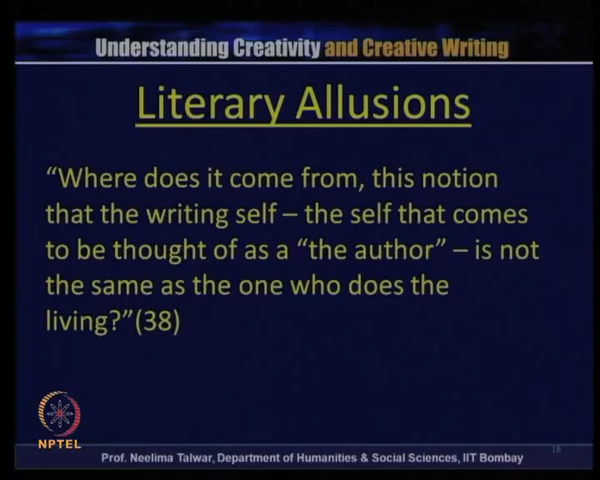 Understanding Creativity and Creative Writing
Literary Allusions
“Where does it come from, this notion
that the writing self – the self that comes
to be thought of as a “the author” – is not
the same as the one who does the
living?”(38)
NPTEL
18
Prof. Neelima Talwar, Department of Humanities & Social Sciences, IIT Bombay